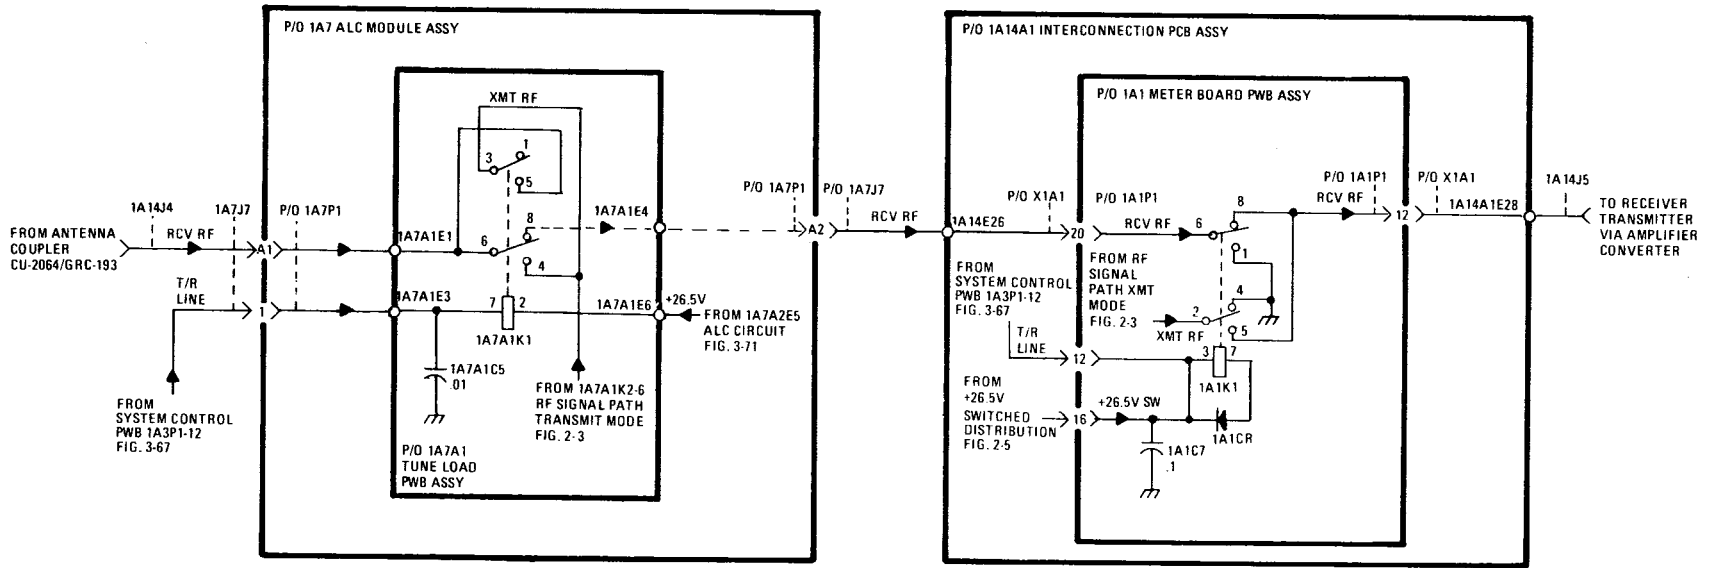 P/O 1A7 ALC MODULE ASSY
P/O 1A14A1 INTERCONNECTION PCB ASSY
XMT RF
P/O 1A1 METER BOARD PWB ASSY
1
3
5
1A14J4
1A7J7
P/O 1A7P1
8
1A7A1E4
P/O 1A7P1
P/O 1A7J7
P/O X1A1
P/O 1A1P1
P/O 1A1P1
P/O X1A1
1A14J5
FROM ANTENNA
COUPLER
CU-2064/GRC-193
RCV RF
A1
1A7A1E1
6
4
A2
RCV RF
1A14E26
20
RCV RF
6
8
1
RCV RF
12
1A14A1E28
TO RECEIVER
TRANSMITTER
VIA AMPLIFIER
CONVERTER
T/R
LINE
1
1A7A1E3
7
2
1A7A1K1
1A7A1E6
+26.5V
FROM 1A7A2E5
ALC CIRCUIT
FIG. 3-71
FROM
SYSTEM CONTROL
PWB 1A3P1-12
FIG. 3-67
FROM RF
SIGNAL
PATH XMT
MODE
FIG. 2-3
2
4
5
XMT RF
T/R
LINE
12
3
7
1A1K1
1A7A1C5
.01
FROM 1A7A1K2-6
RF SIGNAL PATH
TRANSMIT MODE
FIG. 2-3
FROM
SYSTEM CONTROL
PWB 1A3P1-12
FIG. 3-67
FROM
+26.5V
SWITCHED
DISTRIBUTION
FIG. 2-5
16
+26.5V SW
1A1CR
1A1C7
.1
P/O 1A7A1
TUNE LOAD
PWB ASSY